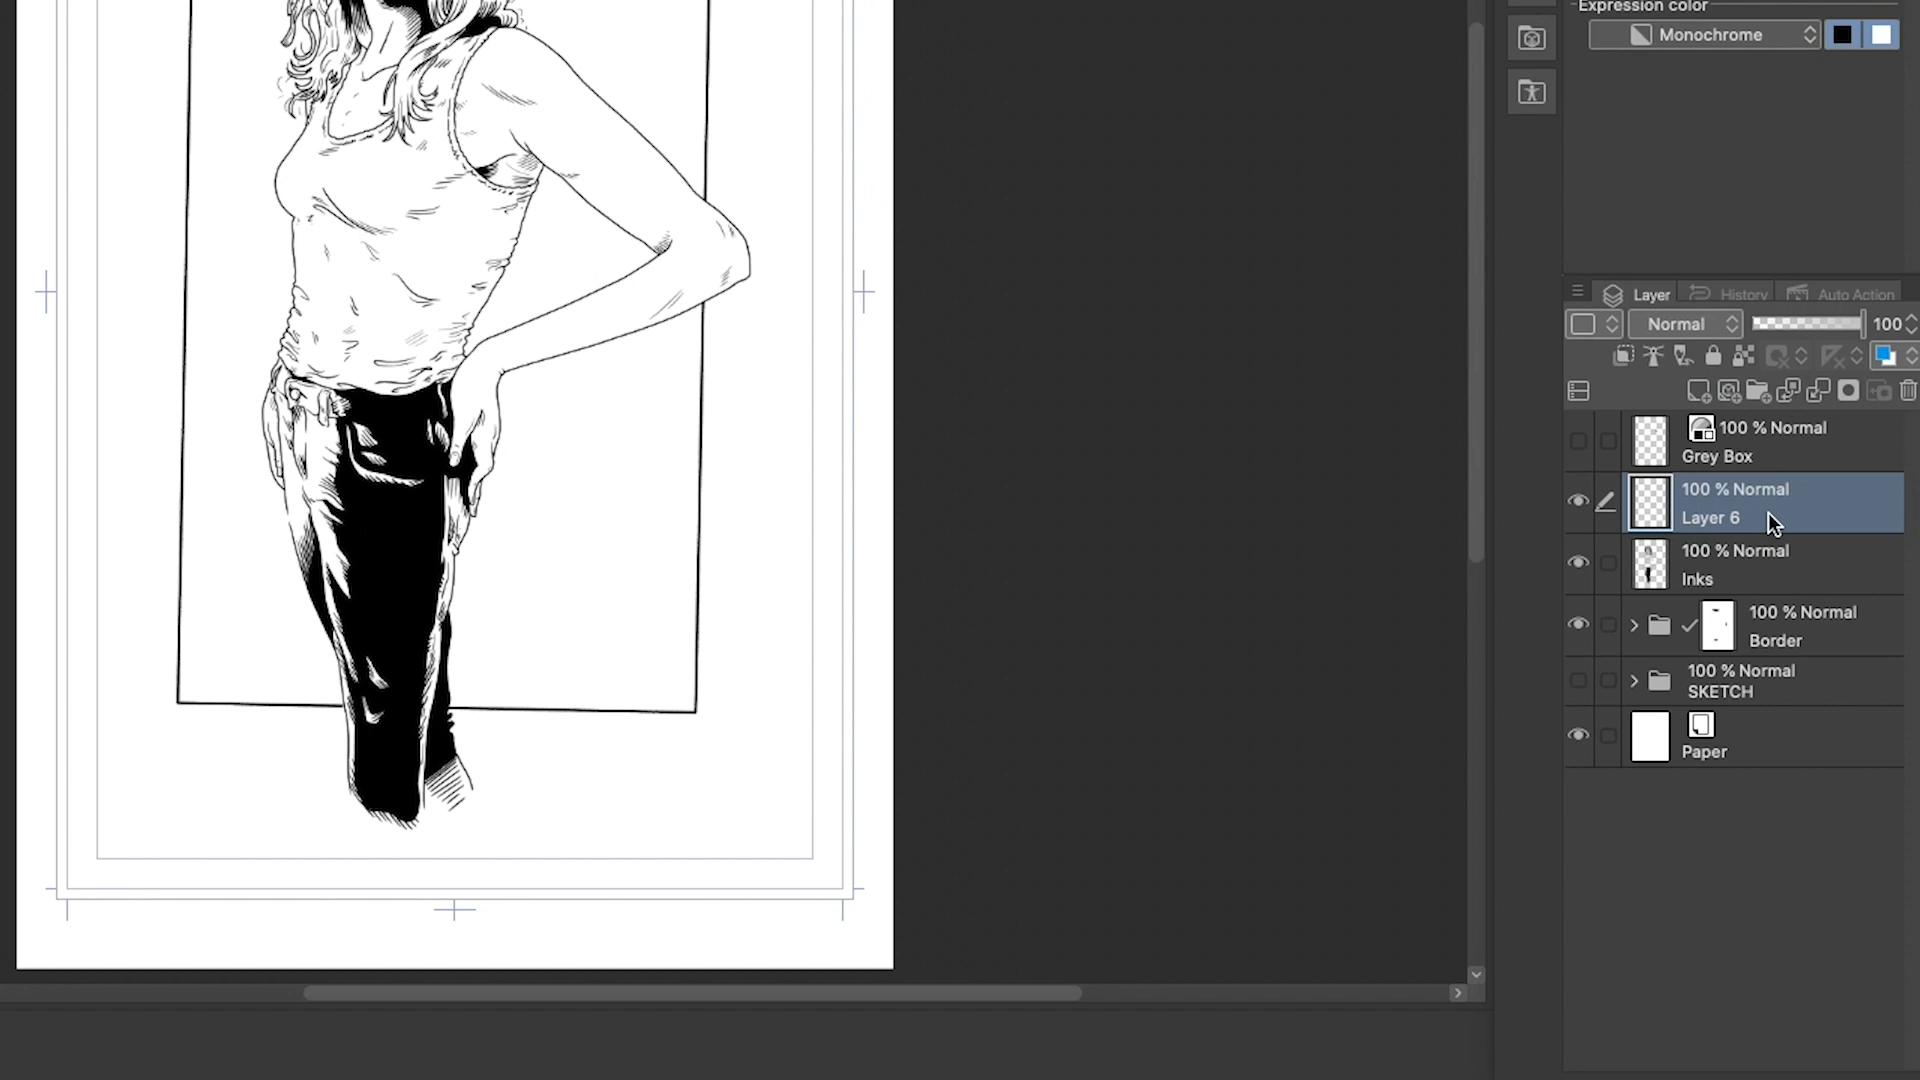 Expression color
Monochrome
Layer
History
Auto Action
Normal
100
100 % Normal
Grey Box
100 % Normal
Layer 6
100 % Normal
Inks
100 % Normal
Border
100 % Normal
SKETCH
Paper